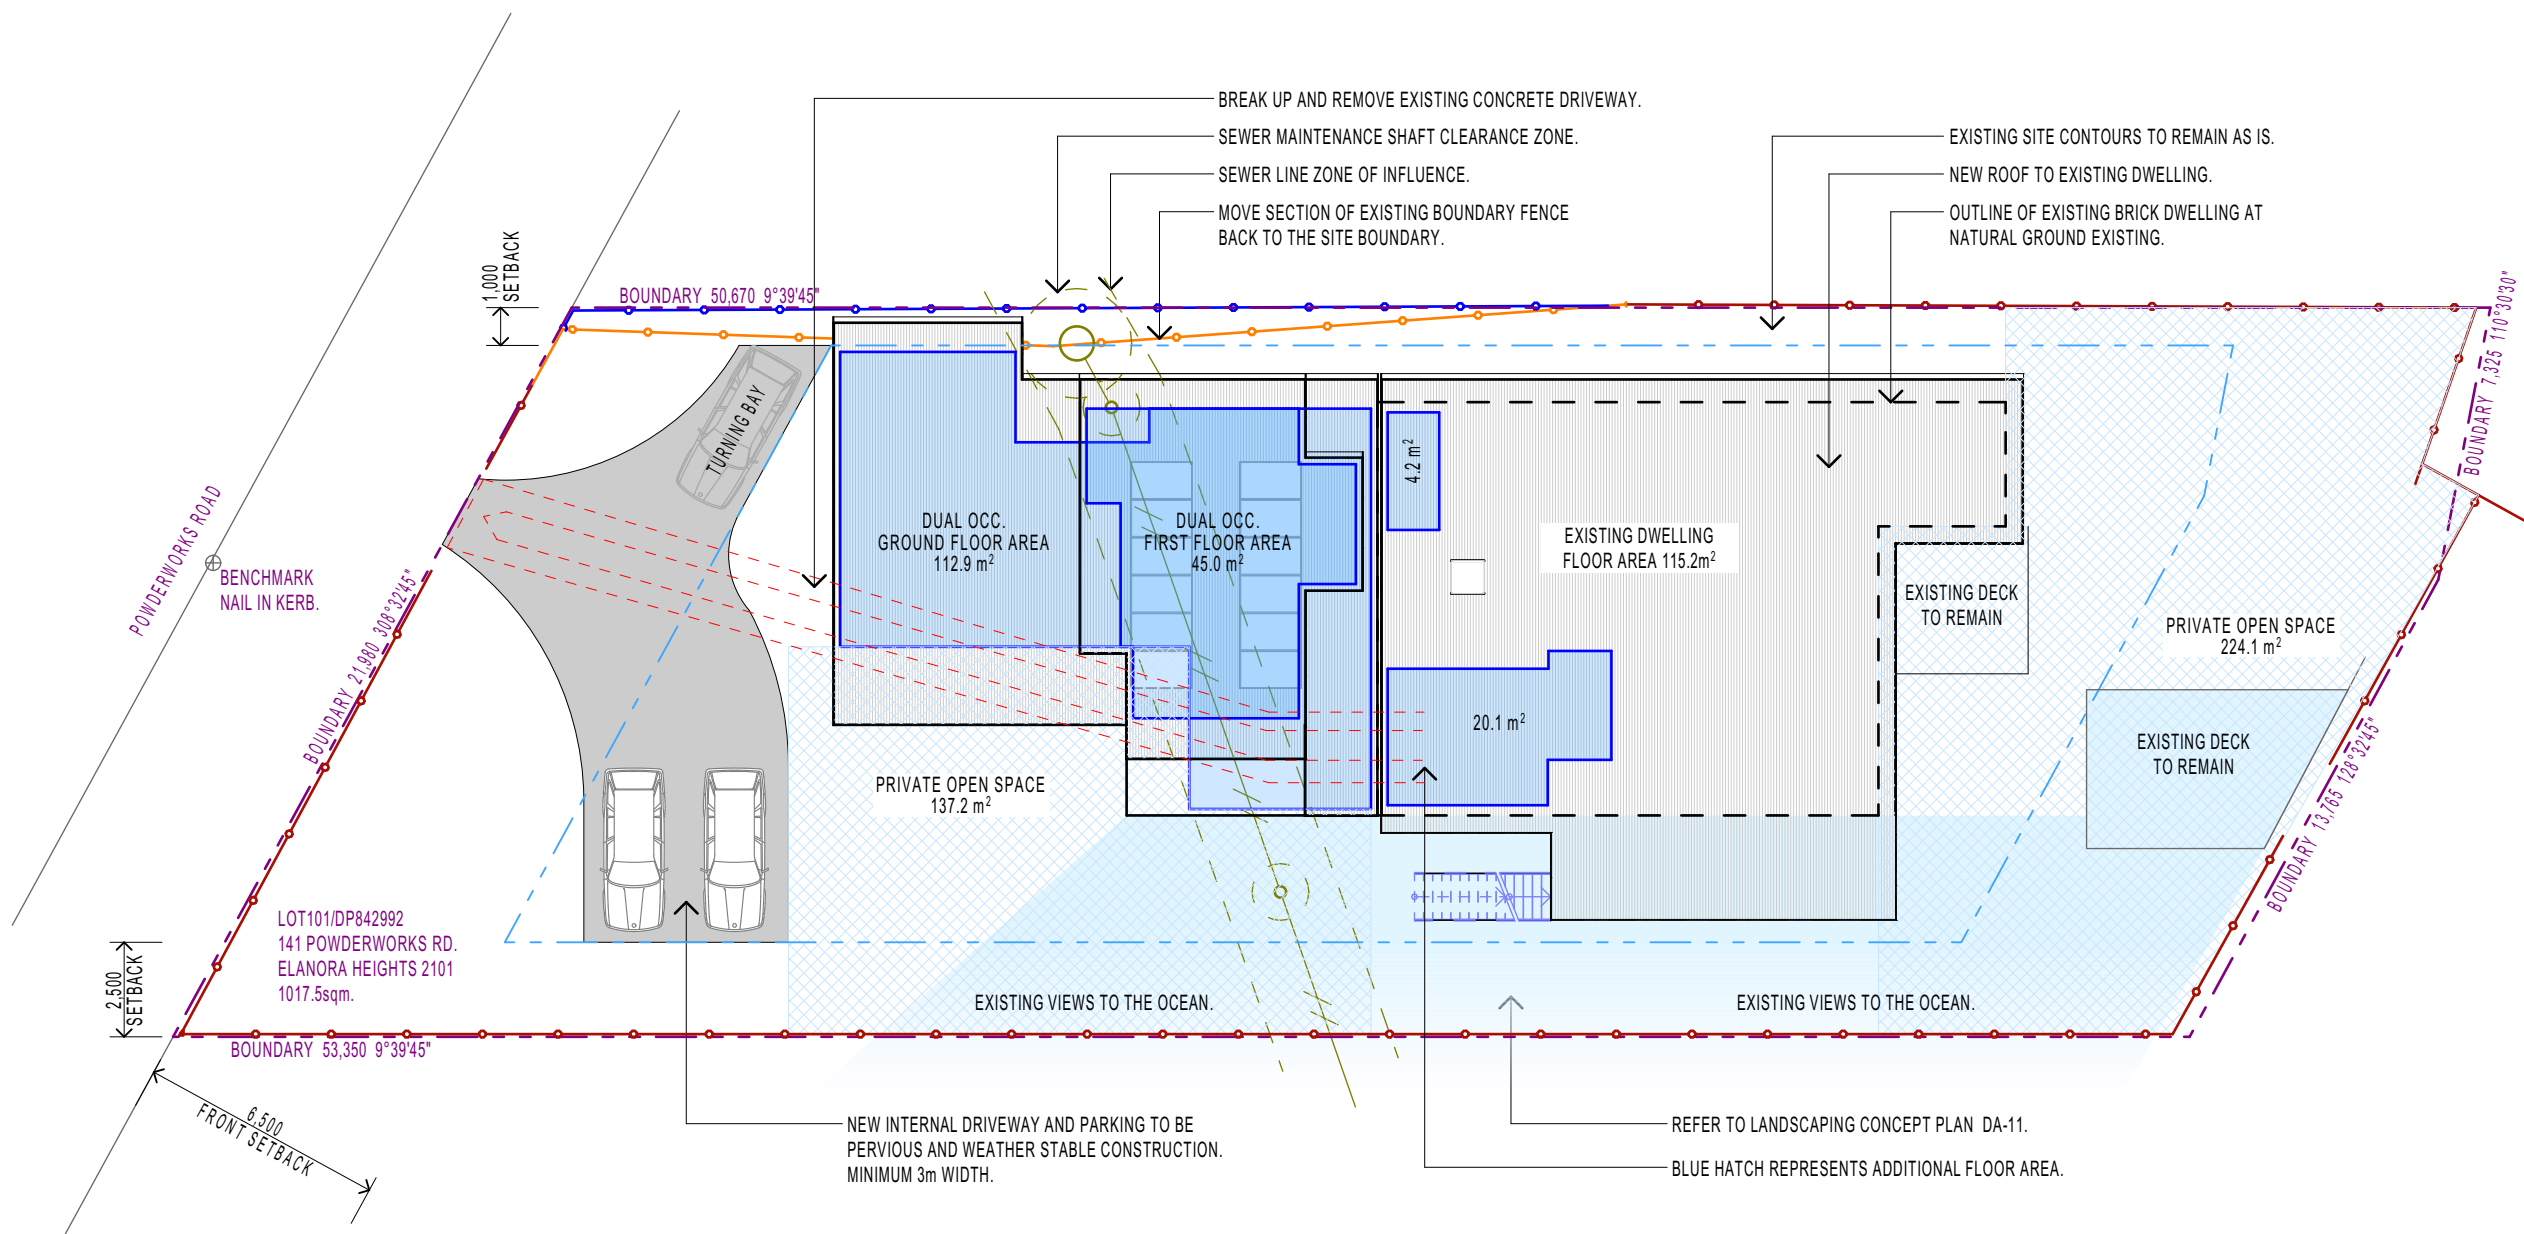 BREAK UP AND REMOVE EXISTING CONCRETE DRIVEWAY.
SEWER MAINTENANCE SHAFT CLEARANCE ZONE.
SEWER LINE ZONE OF INFLUENCE.
MOVE SECTION OF EXISTING BOUNDARY FENCE
BACK TO THE SITE BOUNDARY.
EXISTING SITE CONTOURS TO REMAIN AS IS.
NEW ROOF TO EXISTING DWELLING.
OUTLINE OF EXISTING BRICK DWELLING AT
NATURAL GROUND EXISTING.
1,000
SETBACK
BOUNDARY 50,670 9°39'45"
BOUNDARY 7,325 110°30'30"
TURNING BAY
POWDERWORKS ROAD
BENCHMARK
NAIL IN KERB.
BOUNDARY 21,980 308°32'45"
DUAL OCC.
GROUND FLOOR AREA
112.9 m²
DUAL OCC.
FIRST FLOOR AREA
45.0 m²
4.2 m²
EXISTING DWELLING
FLOOR AREA 115.2m²
EXISTING DECK
TO REMAIN
PRIVATE OPEN SPACE
224.1 m²
20.1 m²
EXISTING DECK
TO REMAIN
PRIVATE OPEN SPACE
137.2 m²
BOUNDARY 13,765 128°32'45"
LOT101/DP842992
141 POWDERWORKS RD.
ELANORA HEIGHTS 2101
1017.5sqm.
2,500
SETBACK
EXISTING VIEWS TO THE OCEAN.
EXISTING VIEWS TO THE OCEAN.
BOUNDARY 53,350 9°39'45"
6,500
FRONT SETBACK
NEW INTERNAL DRIVEWAY AND PARKING TO BE
PERVIOUS AND WEATHER STABLE CONSTRUCTION.
MINIMUM 3m WIDTH.
REFER TO LANDSCAPING CONCEPT PLAN DA-11.
BLUE HATCH REPRESENTS ADDITIONAL FLOOR AREA.